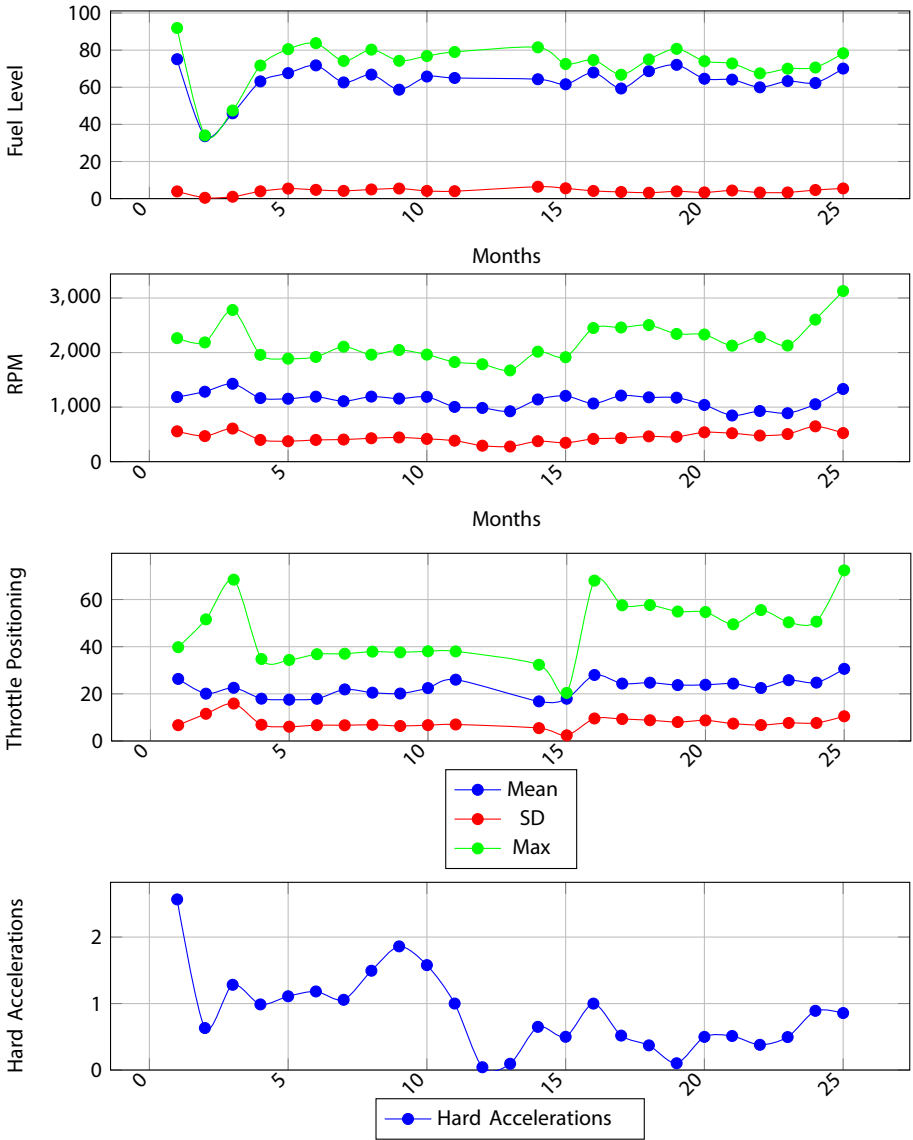 Fuel Level
100
80
60
40
20
0
0 5 10 15 20 25
Months
RPM
3,000
2,000
1,000
0
0 5 10 15 20 25
Months
Throttle Positioning
60
40
20
0
0 5 10 15 20 25
Mean
SD
Max
Hard Accelerations
2
1
0
0 5 10 15 20 25
Hard Accelerations